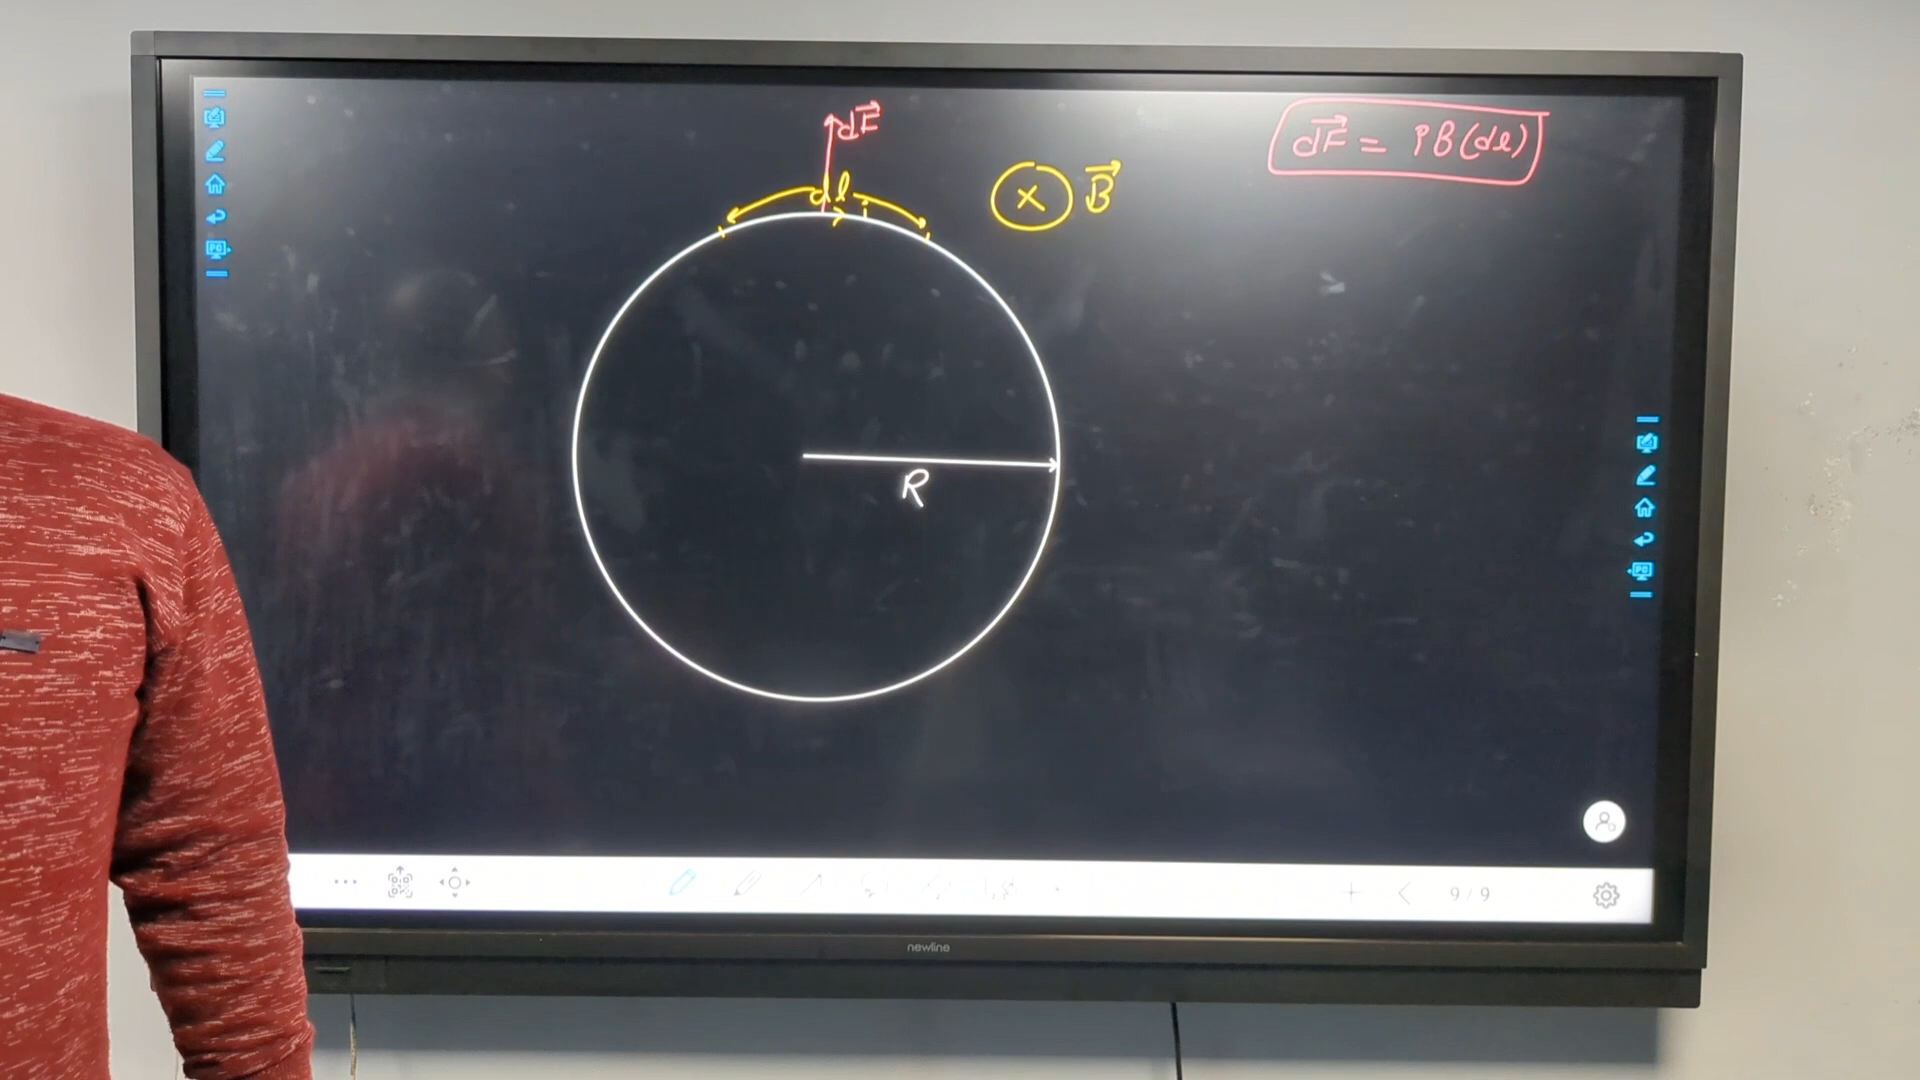 dF⃗
dF⃗ = iB(dl)
dl
i
× B⃗
R
9/9
newline